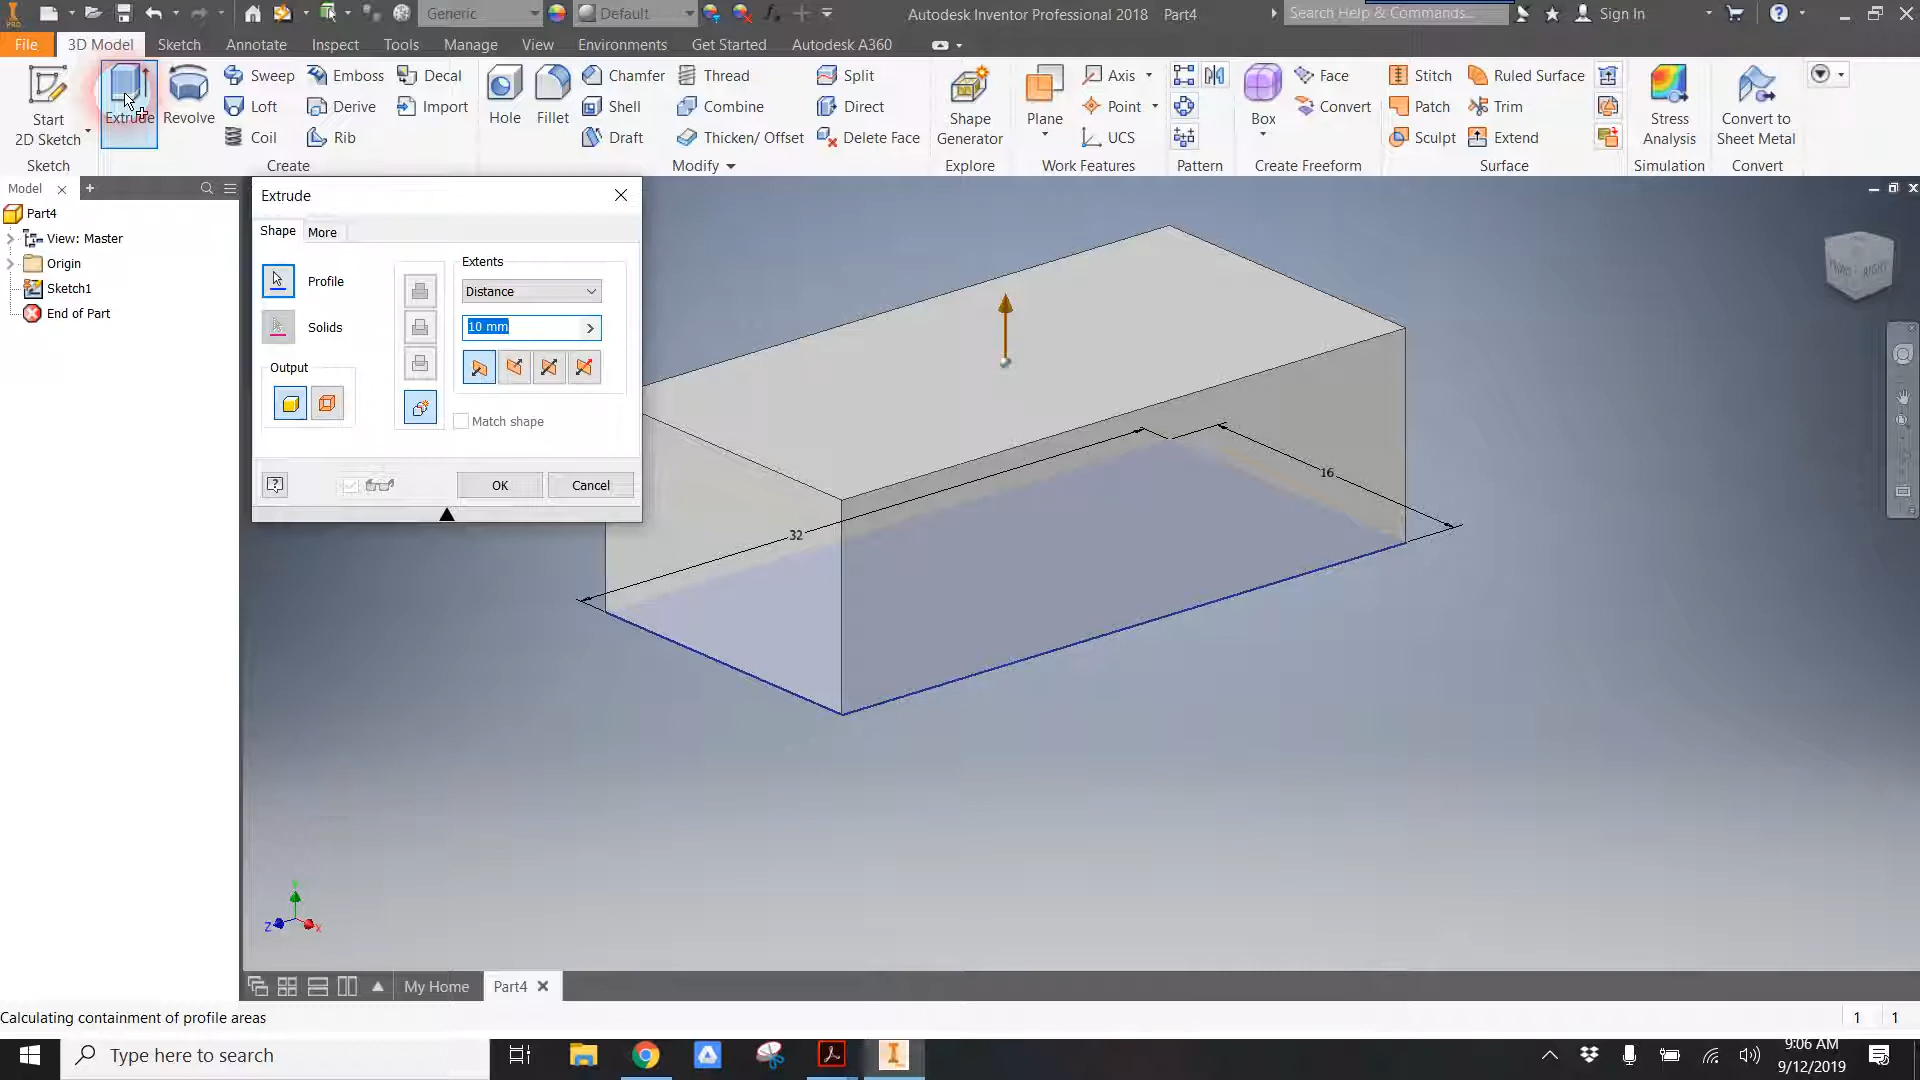 Generic
Default
Autodesk Inventor Professional 2018 Part4
Search Help & Commands...
Sign In
File
3D Model
Sketch
Annotate
Inspect
Tools
Manage
View
Environments
Get Started
Autodesk A360
Start
2D Sketch
Sketch
Extrude
Revolve
Sweep
Loft
Coil
Emboss
Derive
Rib
Decal
Import
Create
Hole
Fillet
Chamfer
Shell
Draft
Thread
Combine
Thicken/ Offset
Split
Direct
Delete Face
Modify
Shape
Generator
Explore
Plane
Axis
Point
UCS
Work Features
Pattern
Box
Face
Convert
Create Freeform
Stitch
Patch
Sculpt
Ruled Surface
Trim
Extend
Surface
Stress
Analysis
Simulation
Convert to
Sheet Metal
Convert
Model
Part4
View: Master
Origin
Sketch1
End of Part
Extrude
Shape
More
Profile
Solids
Output
Extents
Distance
10 mm
Match shape
OK
Cancel
RIGHT
16
32
Y
Z
X
My Home
Part4
Calculating containment of profile areas
1 1
Type here to search
9:06 AM
9/12/2019